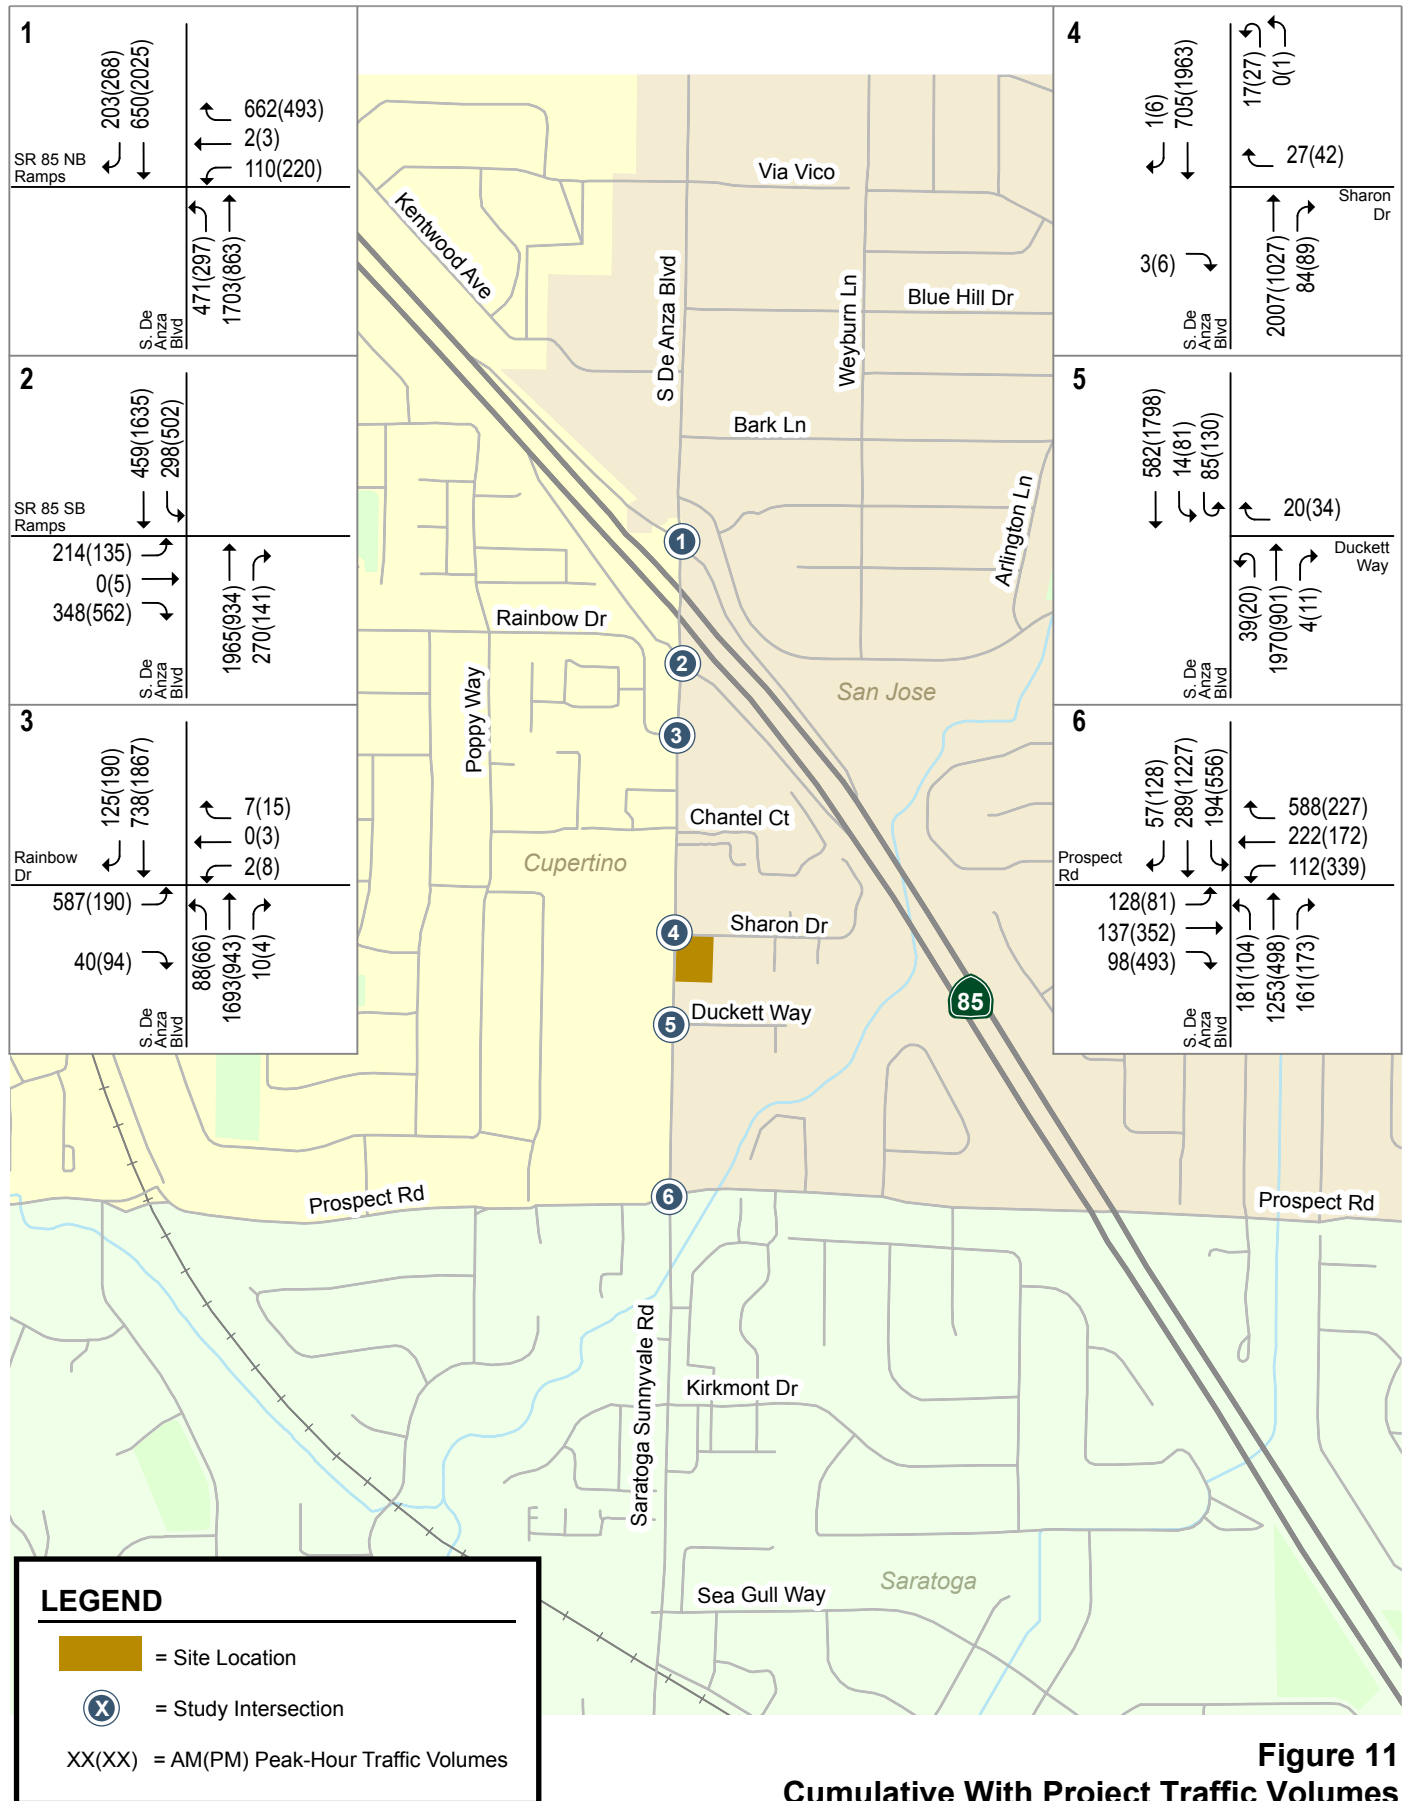 1
203(268)
650(2025)
662(493)
2(3)
110(220)
SR 85 NB
Ramps
471(297)
1703(863)
S. De
Anza
Blvd
2
459(1635)
298(502)
SR 85 SB
Ramps
214(135)
0(5)
348(562)
1965(934)
270(141)
S. De
Anza
Blvd
3
125(190)
738(1867)
7(15)
0(3)
2(8)
Rainbow
Dr
587(190)
40(94)
88(66)
1693(943)
10(4)
S. De
Anza
Blvd
4
1(6)
705(1963)
17(27)
0(1)
27(42)
Sharon
Dr
3(6)
2007(1027)
84(89)
S. De
Anza
Blvd
5
582(1798)
14(81)
85(130)
20(34)
Duckett
Way
39(20)
1970(901)
4(11)
S. De
Anza
Blvd
6
57(128)
289(1227)
194(556)
588(227)
222(172)
112(339)
Prospect
Rd
128(81)
137(352)
98(493)
181(104)
1253(498)
161(173)
S. De
Anza
Blvd
Via Vico
Kentwood Ave
S De Anza Blvd
Weyburn Ln
Blue Hill Dr
Bark Ln
Arlington Ln
1
Rainbow Dr
2
San Jose
Poppy Way
3
Chantel Ct
Cupertino
4
Sharon Dr
85
5
Duckett Way
6
Prospect Rd
Prospect Rd
Saratoga Sunnyvale Rd
Kirkmont Dr
Saratoga
Sea Gull Way
LEGEND
= Site Location
X
= Study Intersection
XX(XX) = AM(PM) Peak-Hour Traffic Volumes
Figure 11
Cumulative With Project Traffic Volumes